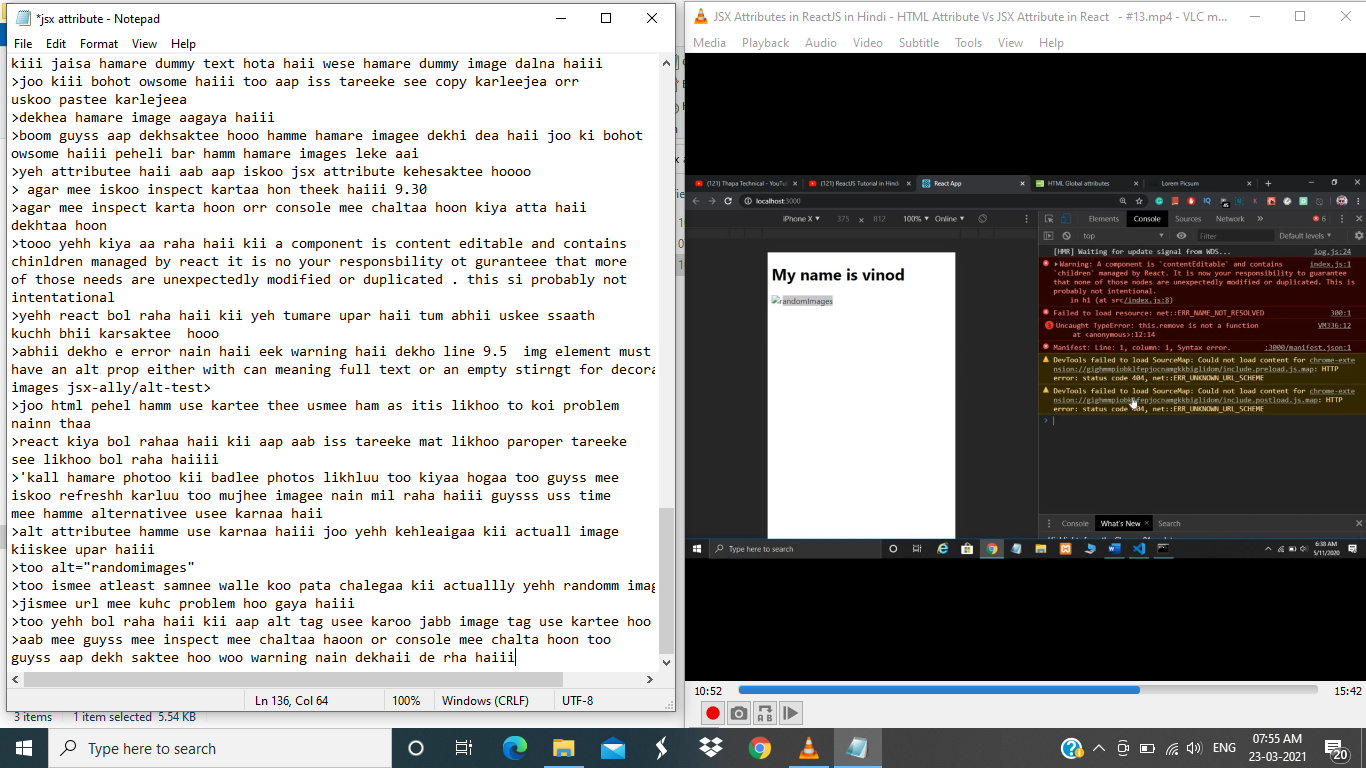 *jsx attribute - Notepad
File Edit Format View Help
kiii jaisa hamare dummy text hota haii wese hamare dummy image dalna haiii
>joo kiii bohot owsome haiii too aap iss tareeke see copy karleejea orr
uskoo pastee karlejeea
>dekhea hamare image aagaya haiii
>boom guyss aap dekhsaktee hooo hamme hamare imagee dekhi dea haii joo ki bohot
owsome haiii peheli bar hamm hamare images leke aai
>yeh attributee haii aab aap iskoo jsx attribute kehesaktee hoooo
> agar mee iskoo inspect kartaa hon theek haiii 9.30
>agar mee inspect karta hoon orr console mee chaltaa hoon kiya atta haii
dekhtaa hoon
>tooo yehh kiya aa raha haii kii a component is content editable and contains
chinldren managed by react it is no your responsbility ot guranteee that more
of those needs are unexpectedly modified or duplicated . this si probably not
intentational
>yehh react bol raha haii kii yeh tumare upar haii tum abhii uskee ssaath
kuchh bhii karsaktee  hooo
>abhii dekho e error nain haii eek warning haii dekho line 9.5  img element must
have an alt prop either with can meaning full text or an empty stirngt for decora
images jsx-ally/alt-test>
>joo html pehel hamm use kartee thee usmee ham as itis likhoo to koi problem
nainn thaa
>react kiya bol rahaa haii kii aap aab iss tareeke mat likhoo paroper tareeke
see likhoo bol raha haiiii
>'kall hamare photoo kii badlee photos likhluu too kiyaa hogaa too guyss mee
iskoo refreshh karluu too mujhee imagee nain mil raha haiii guysss uss time
mee hamme alternativee usee karnaa haii
>alt attributee hamme use karnaa haiii joo yehh kehleaigaa kii actuall image
kiiskee upar haiii
>too alt="randomimages"
>too ismee atleast samnee walle koo pata chalegaa kii actuallly yehh randomm imag
>jismee url mee kuhc problem hoo gaya haiii
>too yehh bol raha haii kii aap alt tag usee karoo jabb image tag use kartee hoo
>aab mee guyss mee inspect mee chaltaa haoon or console mee chalta hoon too
guyss aap dekh saktee hoo woo warning nain dekhaii de rha haiii
Ln 136, Col 64 100% Windows (CRLF) UTF-8
3 items 1 item selected 5.54 KB
JSX Attributes in ReactJS in Hindi - HTML Attribute Vs JSX Attribute in React - #13.mp4 - VLC m...
Media Playback Audio Video Subtitle Tools View Help
(121) Thapa Technical - YouTu (121) ReactJS Tutorial in Hindi React App HTML Global attributes Lorem Picsum
localhost:3000
iPhone X 375 x 812 100% Online
Elements Console Sources Network 6
top Filter Default levels
My name is vinod
randomImages
[HMR] Waiting for update signal from WDS... log.js:24
Warning: A component is `contentEditable` and contains index.js:1
`children` managed by React. It is now your responsibility to guarantee
that none of those nodes are unexpectedly modified or duplicated. This is
probably not intentional.
in h1 (at src/index.js:8)
Failed to load resource: net::ERR_NAME_NOT_RESOLVED 300:1
Uncaught TypeError: this.remove is not a function VM336:12
at <anonymous>:12:14
Manifest: Line: 1, column: 1, Syntax error. :3000/manifest.json:1
DevTools failed to load SourceMap: Could not load content for chrome-exte
nsion://gighmmpiobklfepjocnamgkkbiglidom/include.preload.js.map: HTTP
error: status code 404, net::ERR_UNKNOWN_URL_SCHEME
DevTools failed to load SourceMap: Could not load content for chrome-exte
nsion://gighmmpiobklfepjocnamgkkbiglidom/include.postload.js.map: HTTP
error: status code 404, net::ERR_UNKNOWN_URL_SCHEME
Console What's New Search
Type here to search
6:38 AM
5/11/2020
10:52 15:42
Type here to search
ENG
07:55 AM
23-03-2021
20